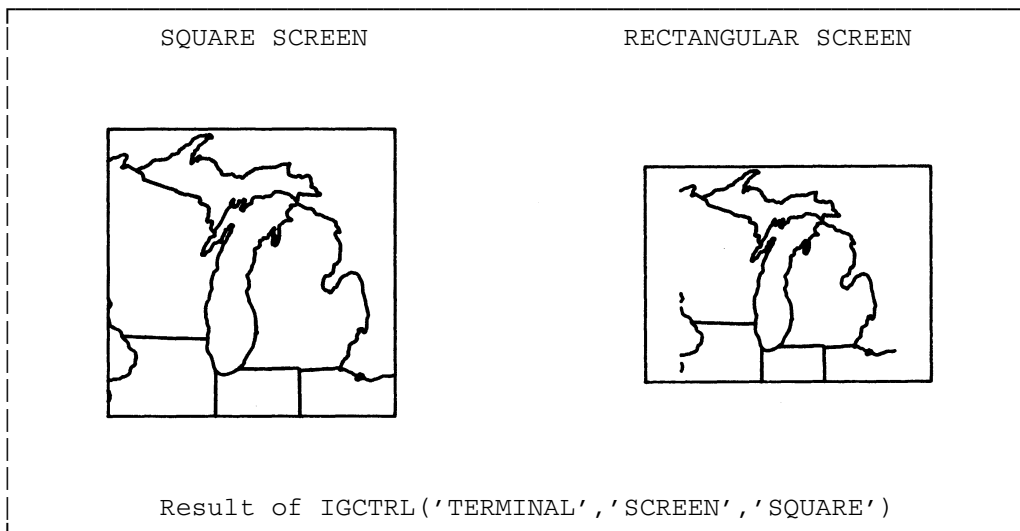 SQUARE SCREEN
RECTANGULAR SCREEN
Result of IGCTRL('TERMINAL','SCREEN','SQUARE')